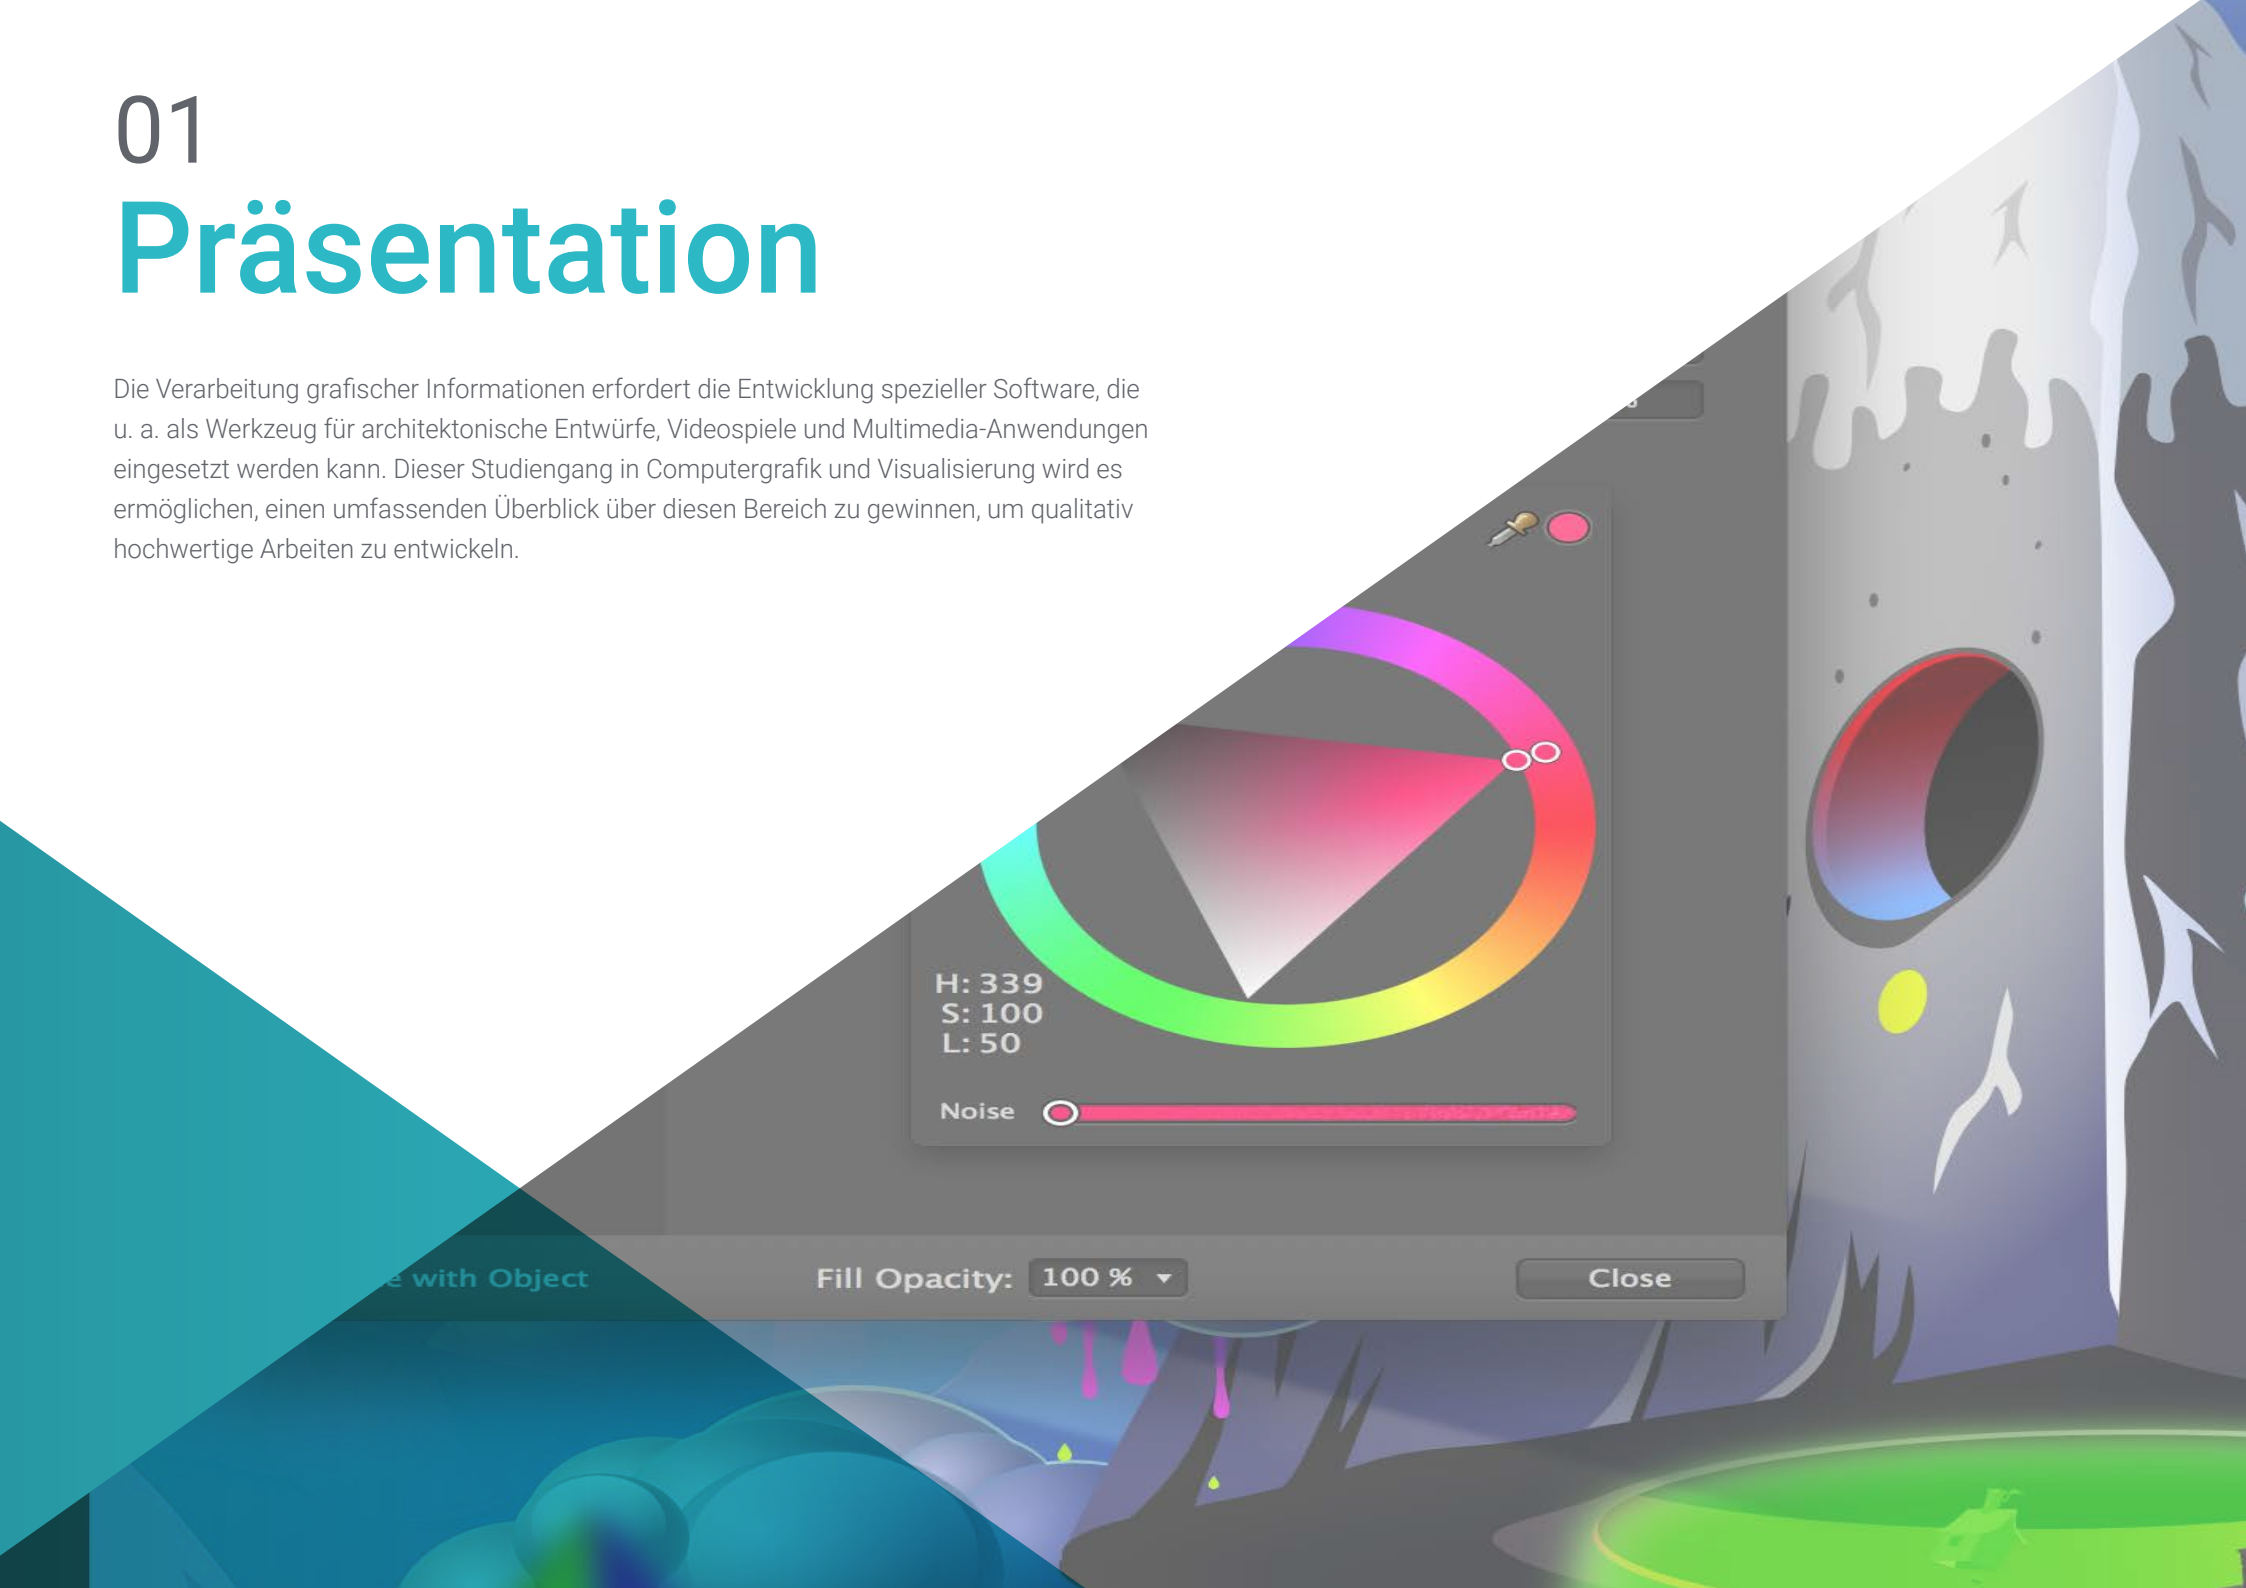 01
Präsentation
Die Verarbeitung grafischer Informationen erfordert die Entwicklung spezieller Software, die
u. a. als Werkzeug für architektonische Entwürfe, Videospiele und Multimedia-Anwendungen
eingesetzt werden kann. Dieser Studiengang in Computergrafik und Visualisierung wird es
ermöglichen, einen umfassenden Überblick über diesen Bereich zu gewinnen, um qualitativ
hochwertige Arbeiten zu entwickeln.
H: 339
S: 100
L: 50
Noise
with Object Fill Opacity: 100 % Close